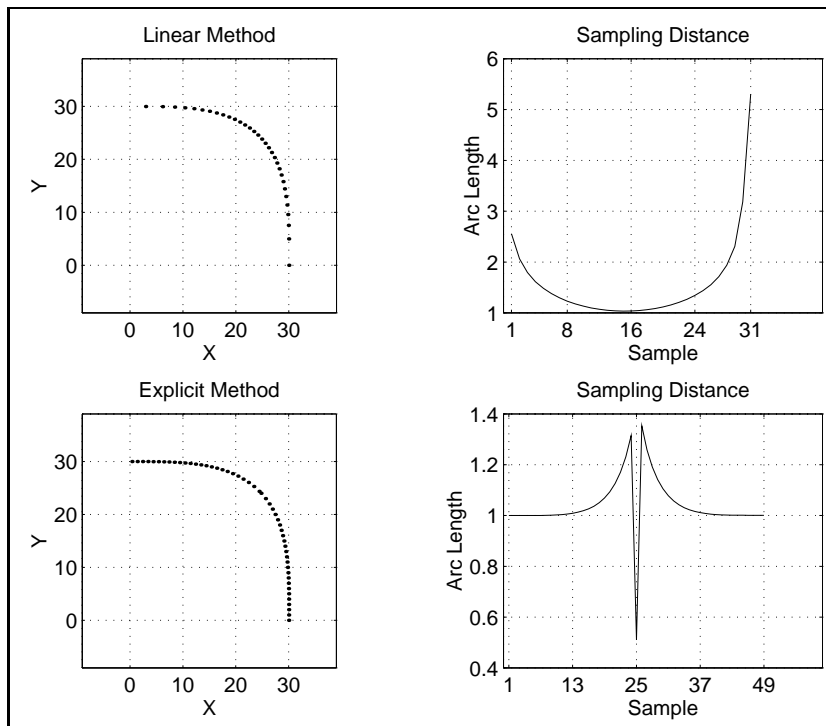 Linear Method
30
20
10
0
Y
0 10 20 30
X
Sampling Distance
6
5
4
3
2
1
Arc Length
1 8 16 24 31
Sample
Explicit Method
30
20
10
0
Y
0 10 20 30
X
Sampling Distance
1.4
1.2
1
0.8
0.6
0.4
Arc Length
1 13 25 37 49
Sample